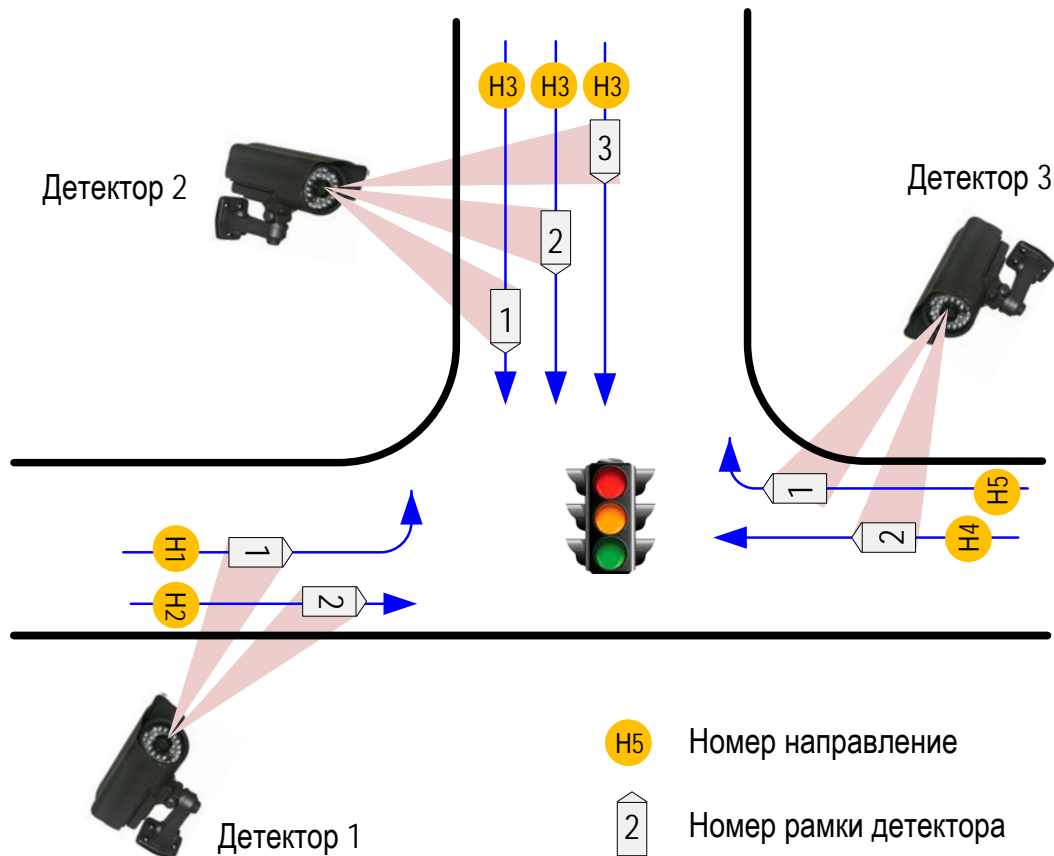 Н3 Н3 Н3
3
Детектор 2
Детектор 3
2
1
1 Н5
Н1 1
2 Н4
Н2 2
Н5 Номер направление
2 Номер рамки детектора
Детектор 1